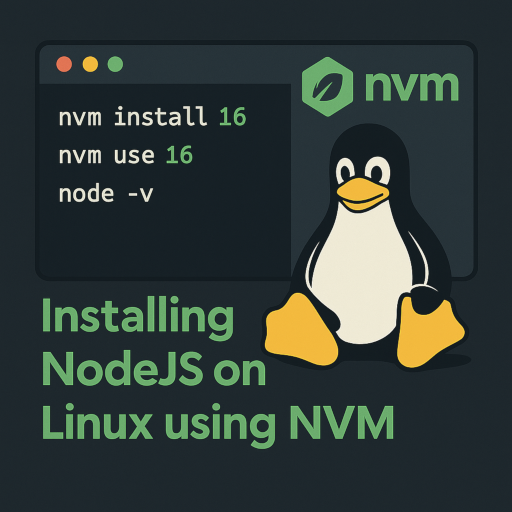 nvm install 16
nvm use 16
node -v
nvm
Installing
NodeJS on
Linux using NVM